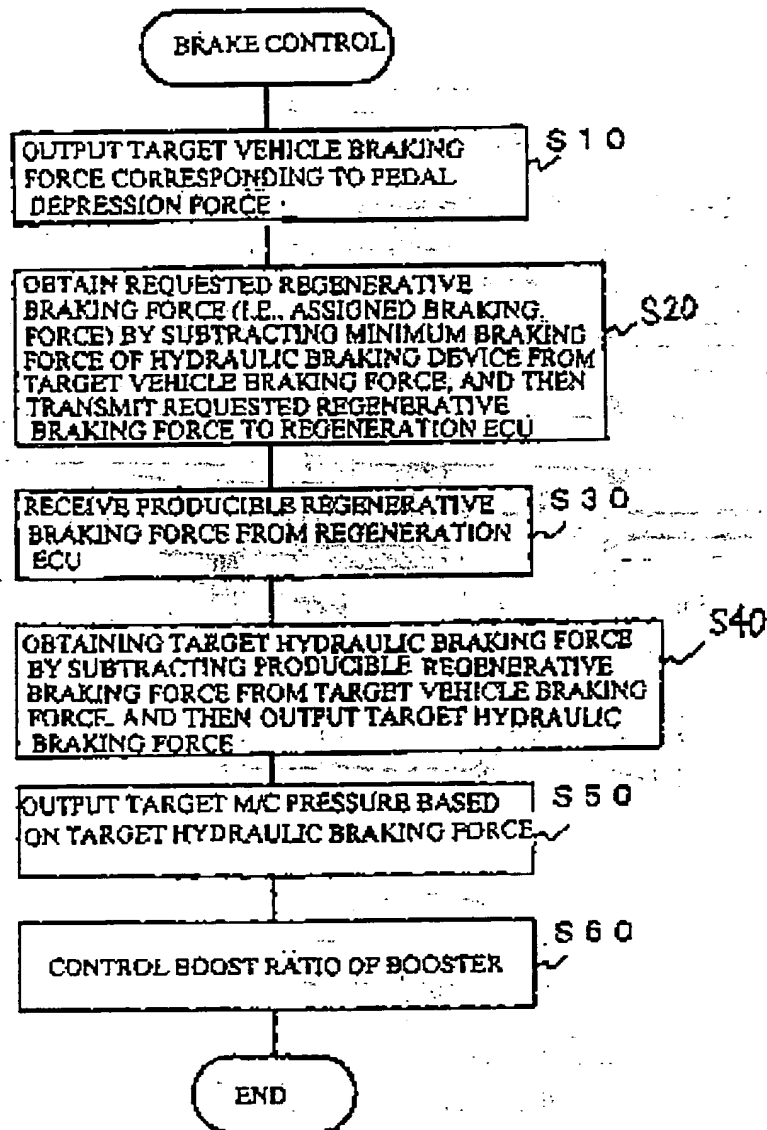 BRAKE CONTROL
OUTPUT TARGET VEHICLE BRAKING
FORCE CORRESPONDING TO PEDAL
DEPRESSION FORCE
S10
OBTAIN REQUESTED REGENERATIVE
BRAKING FORCE (I.E., ASSIGNED BRAKING
FORCE) BY SUBTRACTING MINIMUM BRAKING
FORCE OF HYDRAULIC BRAKING DEVICE FROM
TARGET VEHICLE BRAKING FORCE, AND THEN
TRANSMIT REQUESTED REGENERATIVE
BRAKING FORCE TO REGENERATION ECU
S20
RECEIVE PRODUCIBLE REGENERATIVE
BRAKING FORCE FROM REGENERATION
ECU
S30
OBTAINING TARGET HYDRAULIC BRAKING FORCE
BY SUBTRACTING PRODUCIBLE REGENERATIVE
BRAKING FORCE FROM TARGET VEHICLE BRAKING
FORCE. AND THEN OUTPUT TARGET HYDRAULIC
BRAKING FORCE
S40
OUTPUT TARGET M/C PRESSURE BASED
ON TARGET HYDRAULIC BRAKING FORCE
S50
CONTROL BOOST RATIO OF BOOSTER
S60
END